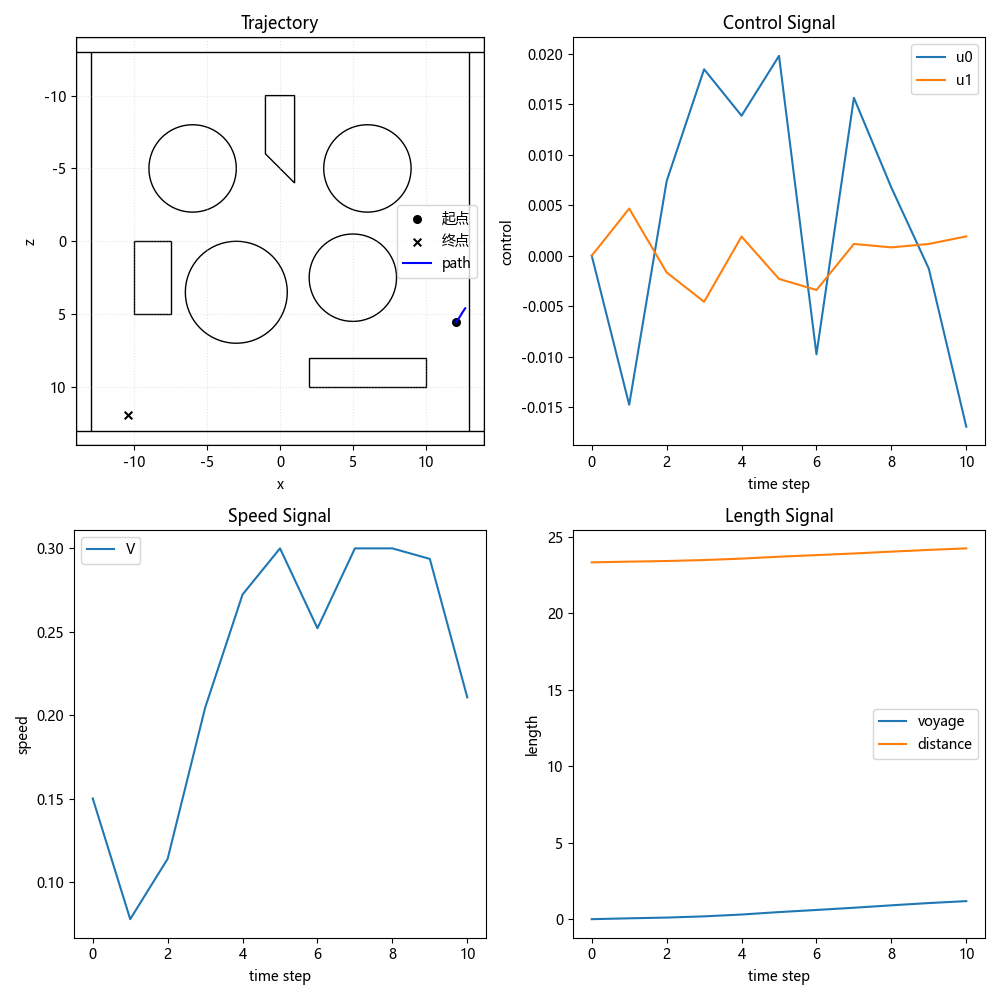 Trajectory
-10
-5
0
5
10
z
起点
终点
path
-10
-5
0
5
10
x
Control Signal
0.020
0.015
0.010
0.005
0.000
-0.005
-0.010
-0.015
control
u0
u1
0
2
4
6
8
10
time step
Speed Signal
0.30
0.25
0.20
0.15
0.10
speed
V
0
2
4
6
8
10
time step
Length Signal
25
20
15
10
5
0
length
voyage
distance
0
2
4
6
8
10
time step